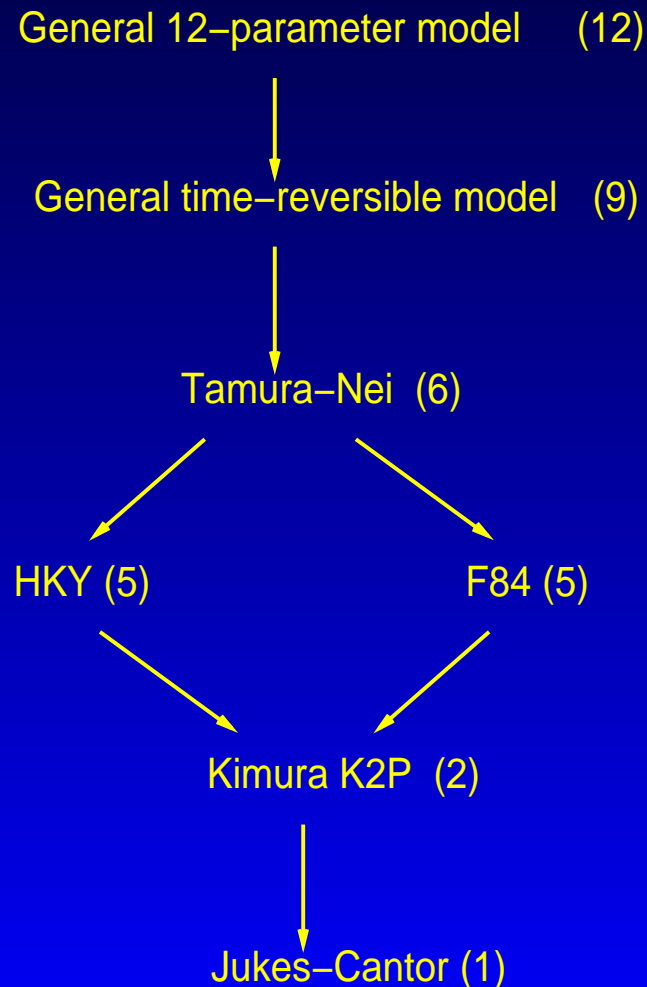 General 12−parameter model (12)
General time−reversible model (9)
Tamura−Nei (6)
HKY (5) F84 (5)
Kimura K2P (2)
Jukes−Cantor (1)